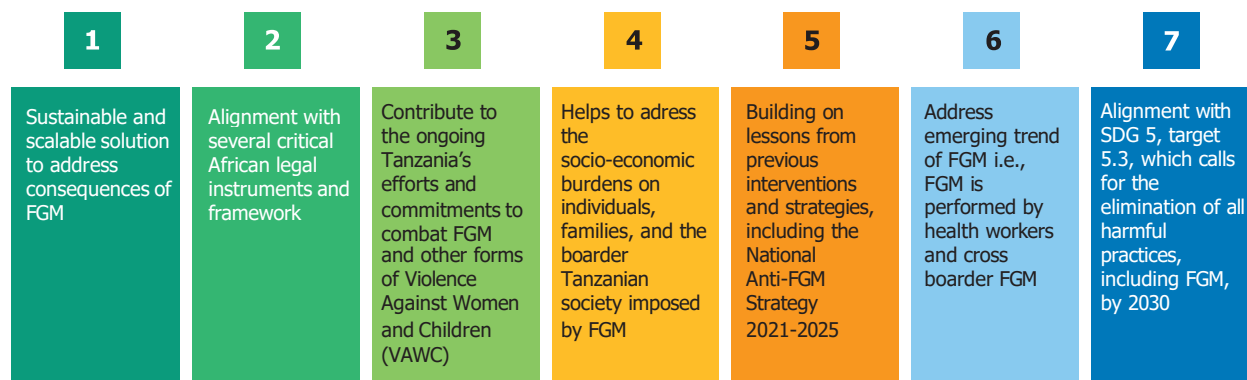 1
Sustainable and
scalable solution
to address
consequences of
FGM
2
Alignment with
several critical
African legal
instruments and
framework
3
Contribute to
the ongoing
Tanzania's
efforts and
commitments to
combat FGM
and other forms
of Violence
Against Women
and Children
(VAWC)
4
Helps to adress
the
socio-economic
burdens on
individuals,
families, and the
boarder
Tanzanian
society imposed
by FGM
5
Building on
lessons from
previous
interventions
and strategies,
including the
National
Anti-FGM
Strategy
2021-2025
6
Address
emerging trend
of FGM i.e.,
FGM is
performed by
health workers
and cross
boarder FGM
7
Alignment with
SDG 5, target
5.3, which calls
for the
elimination of all
harmful
practices,
including FGM,
by 2030